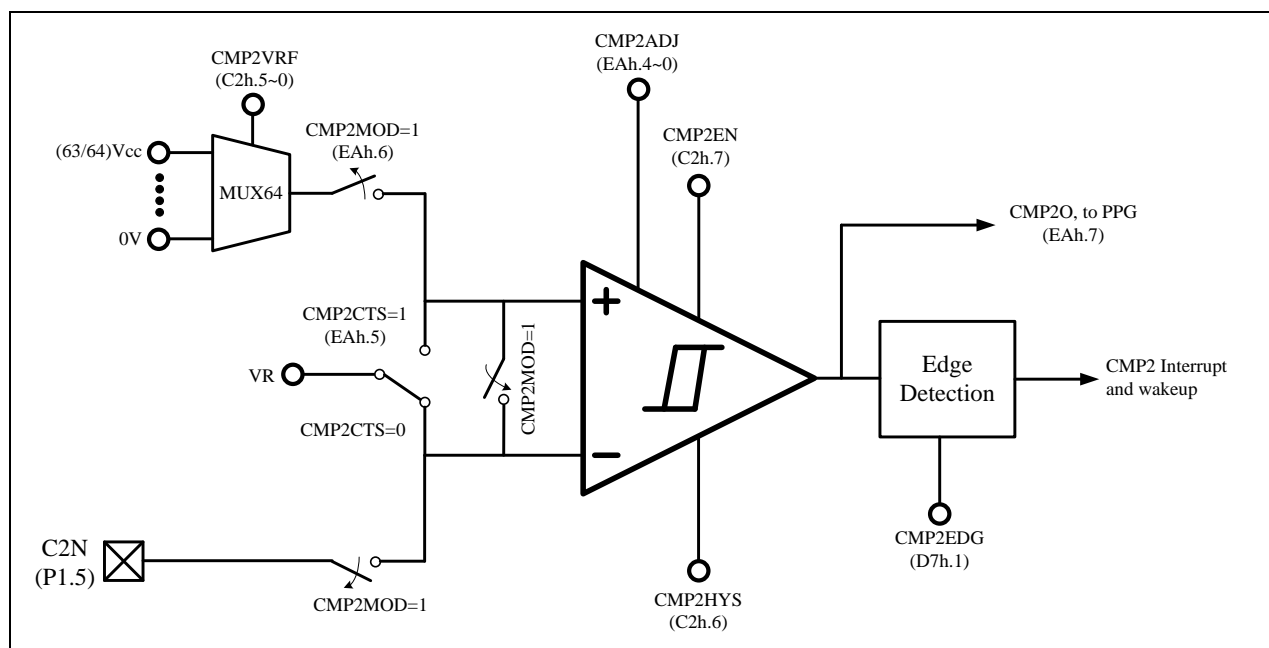 CMP2VRF
(C2h.5~0)
CMP2ADJ
(EAh.4~0)
CMP2MOD=1
(EAh.6)
CMP2EN
(C2h.7)
(63/64)Vcc
MUX64
0V
CMP2O, to PPG
(EAh.7)
CMP2CTS=1
(EAh.5)
+
CMP2MOD=1
VR
Edge
Detection
CMP2 Interrupt
and wakeup
CMP2CTS=0
−
C2N
(P1.5)
CMP2MOD=1
CMP2EDG
(D7h.1)
CMP2HYS
(C2h.6)